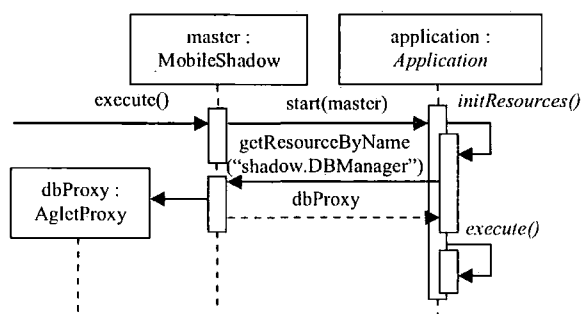 master :
MobileShadow
application :
Application
execute()
start(master)
initResources()
getResourceByName
("shadow.DBManager")
dbProxy :
AgletProxy
dbProxy
execute()